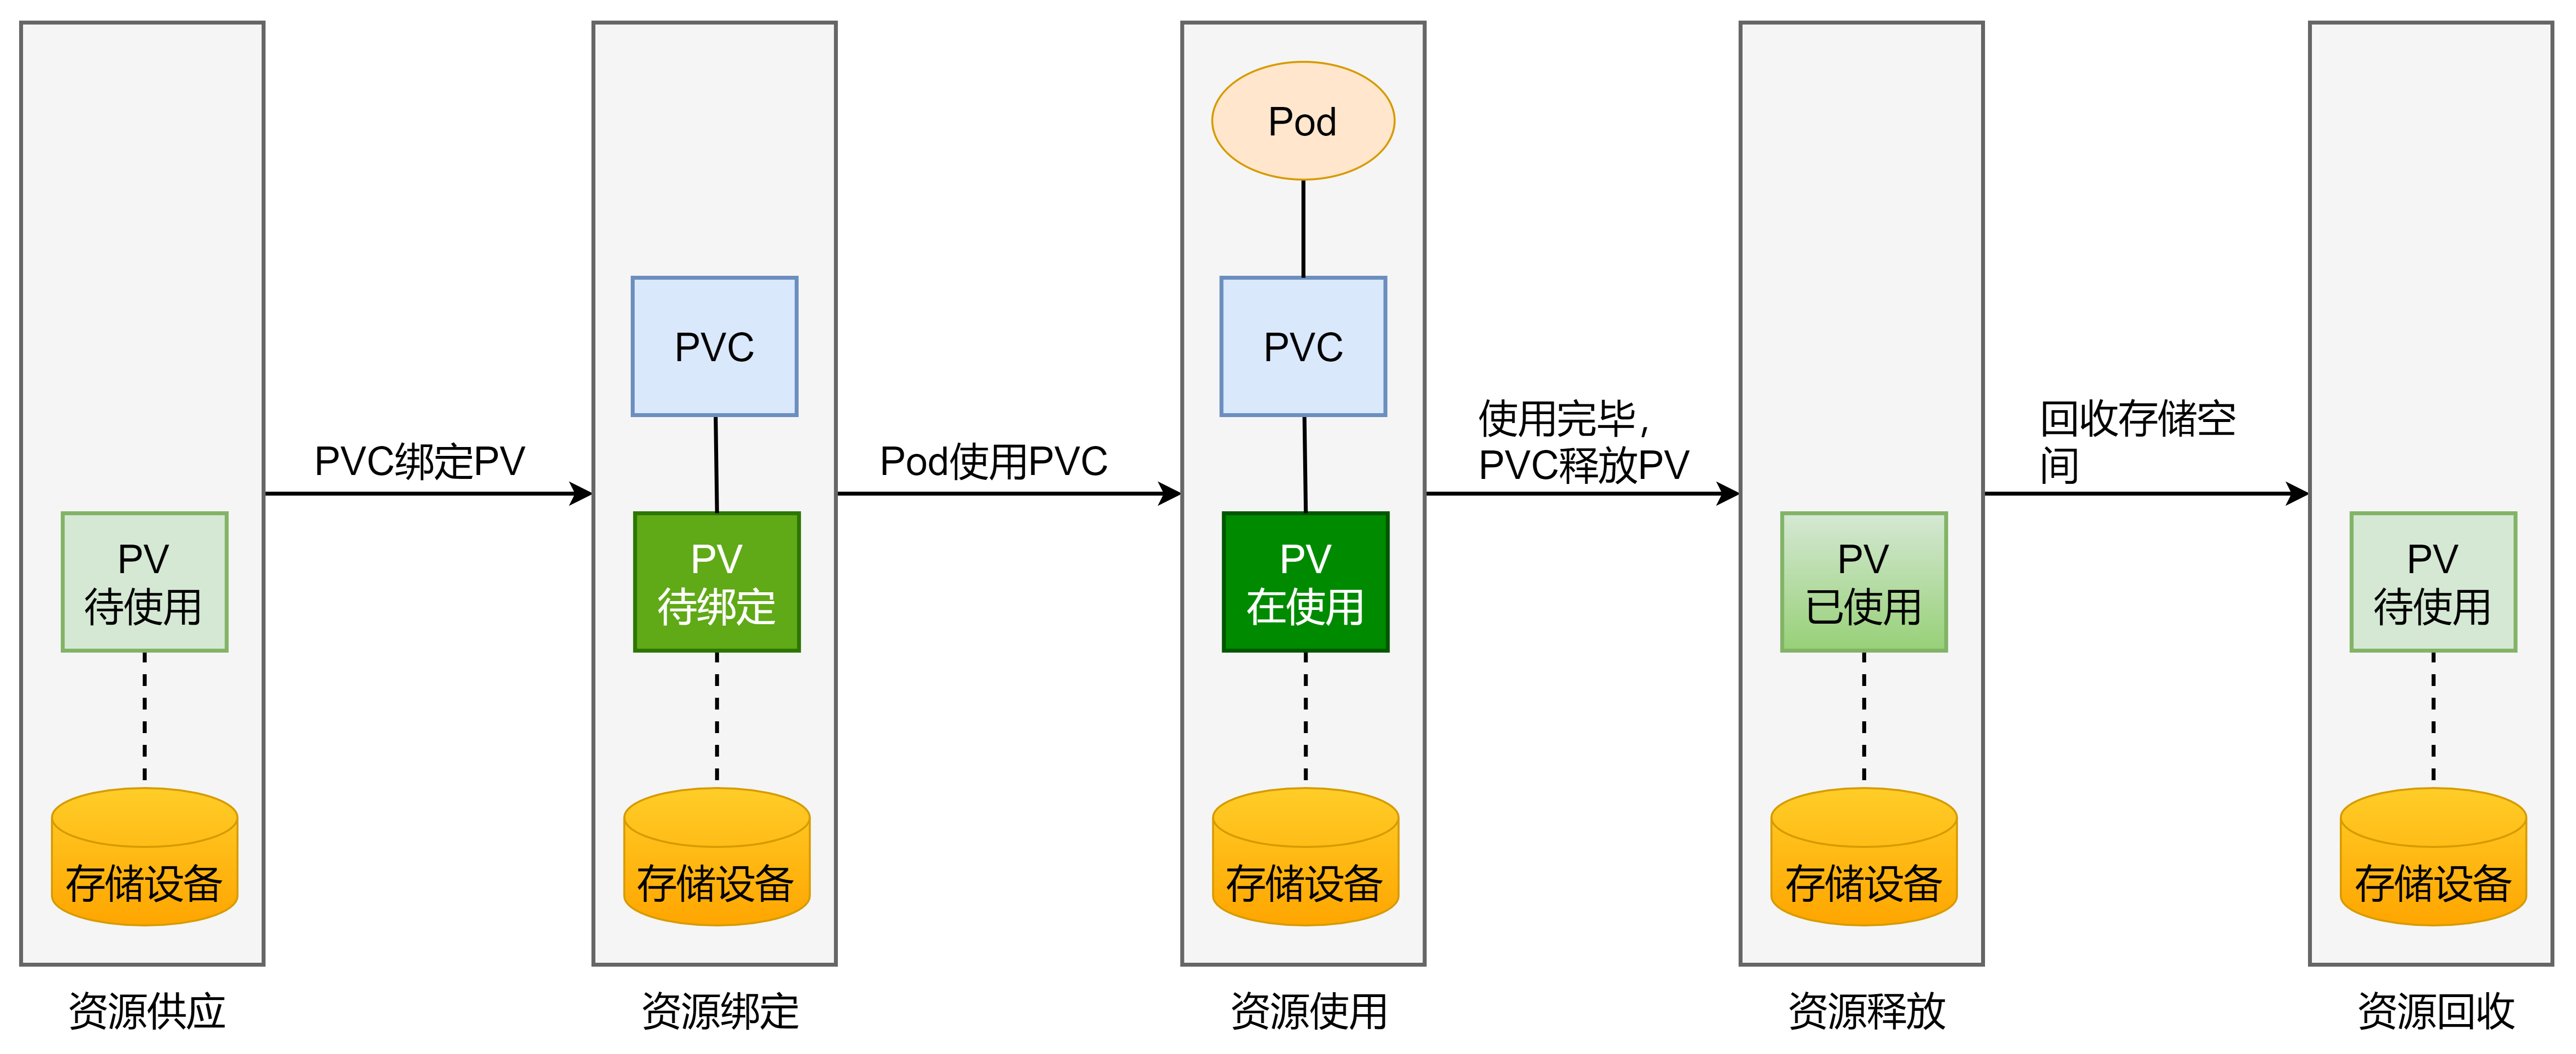 Pod
PVC
PVC
PVC绑定PV
Pod使用PVC
使用完毕，
PVC释放PV
回收存储空
间
PV
待使用
PV
待绑定
PV
在使用
PV
已使用
PV
待使用
存储设备
存储设备
存储设备
存储设备
存储设备
资源供应
资源绑定
资源使用
资源释放
资源回收